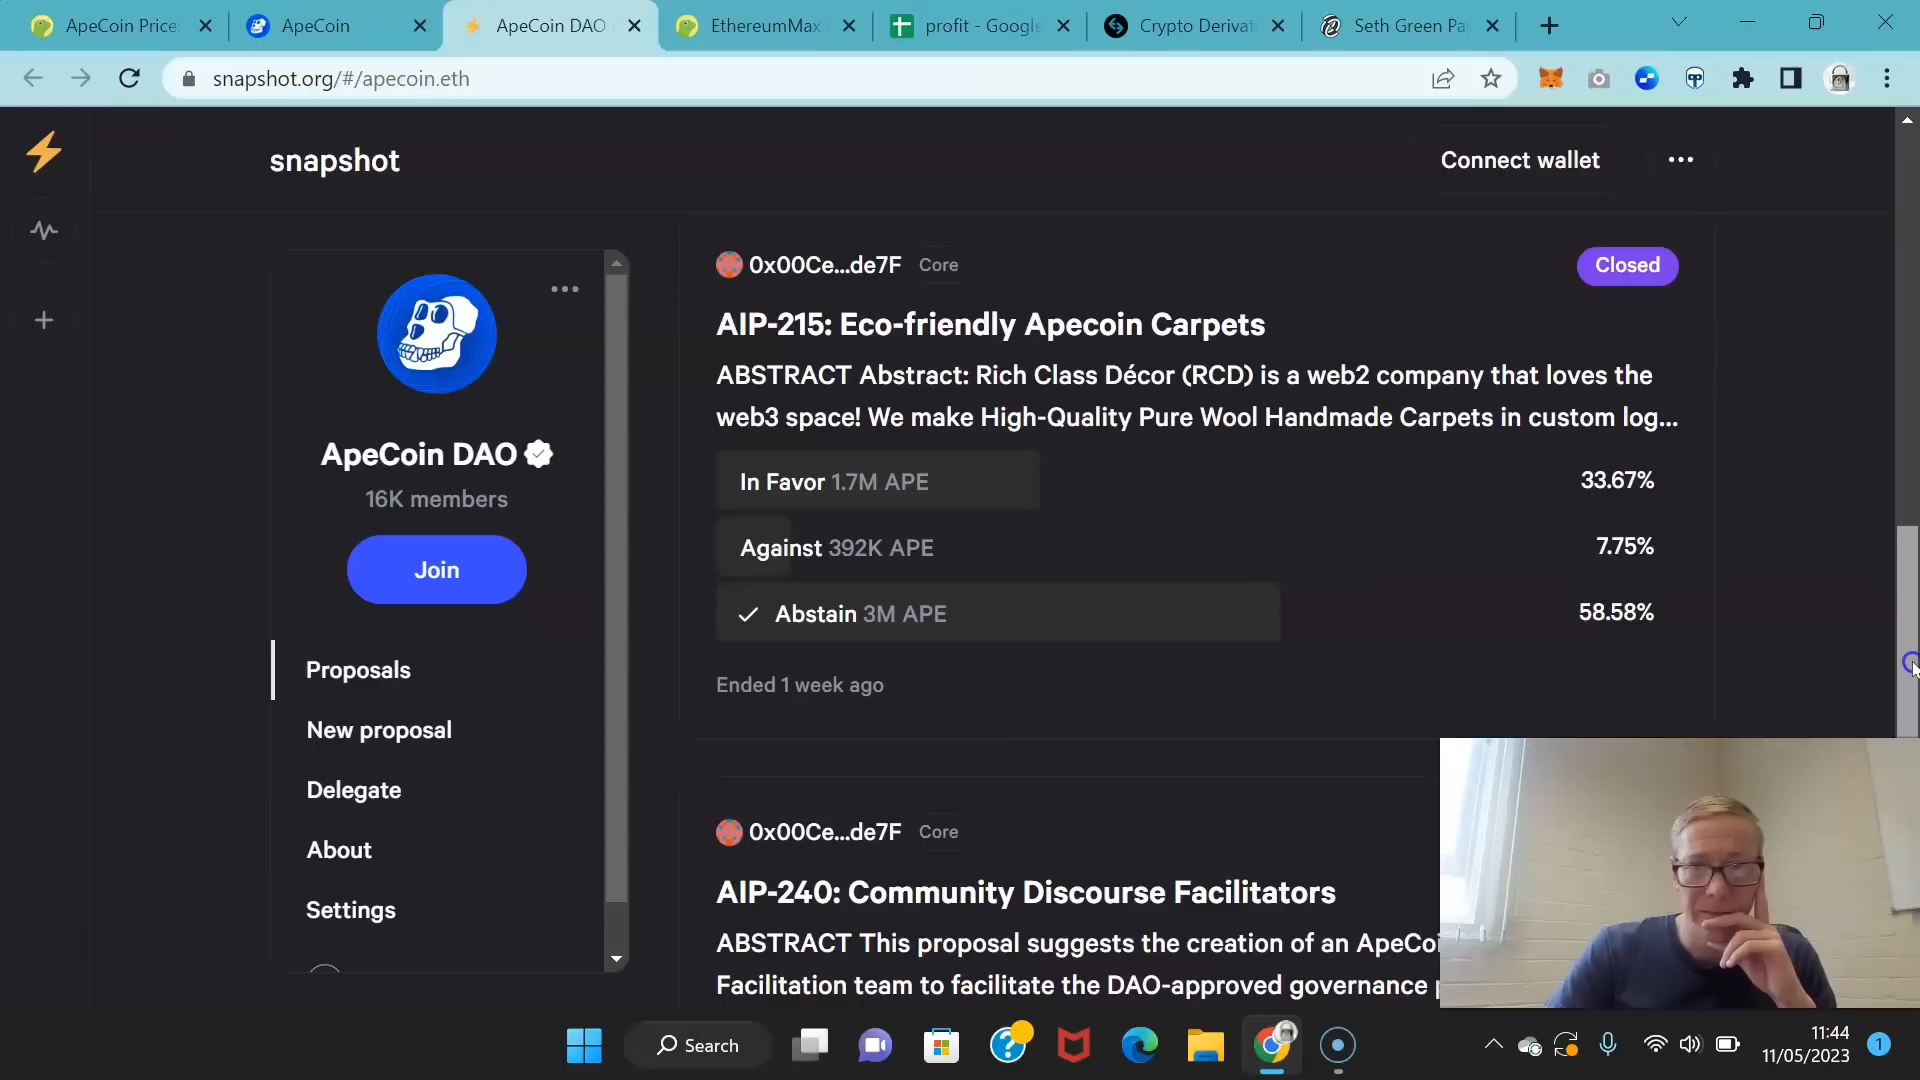 ApeCoin Price:
ApeCoin
ApeCoin DAO
EthereumMax
profit - Google
Crypto Derivat
Seth Green Pay
snapshot.org/#/apecoin.eth
snapshot
Connect wallet
0x00Ce...de7F Core
Closed
AIP-215: Eco-friendly Apecoin Carpets
ABSTRACT Abstract: Rich Class Décor (RCD) is a web2 company that loves the
web3 space! We make High-Quality Pure Wool Handmade Carpets in custom log...
In Favor 1.7M APE 33.67%
Against 392K APE 7.75%
Abstain 3M APE 58.58%
Ended 1 week ago
ApeCoin DAO
16K members
Join
Proposals
New proposal
Delegate
About
Settings
0x00Ce...de7F Core
AIP-240: Community Discourse Facilitators
ABSTRACT This proposal suggests the creation of an ApeCoi
Facilitation team to facilitate the DAO-approved governance
Search
11:44
11/05/2023
1